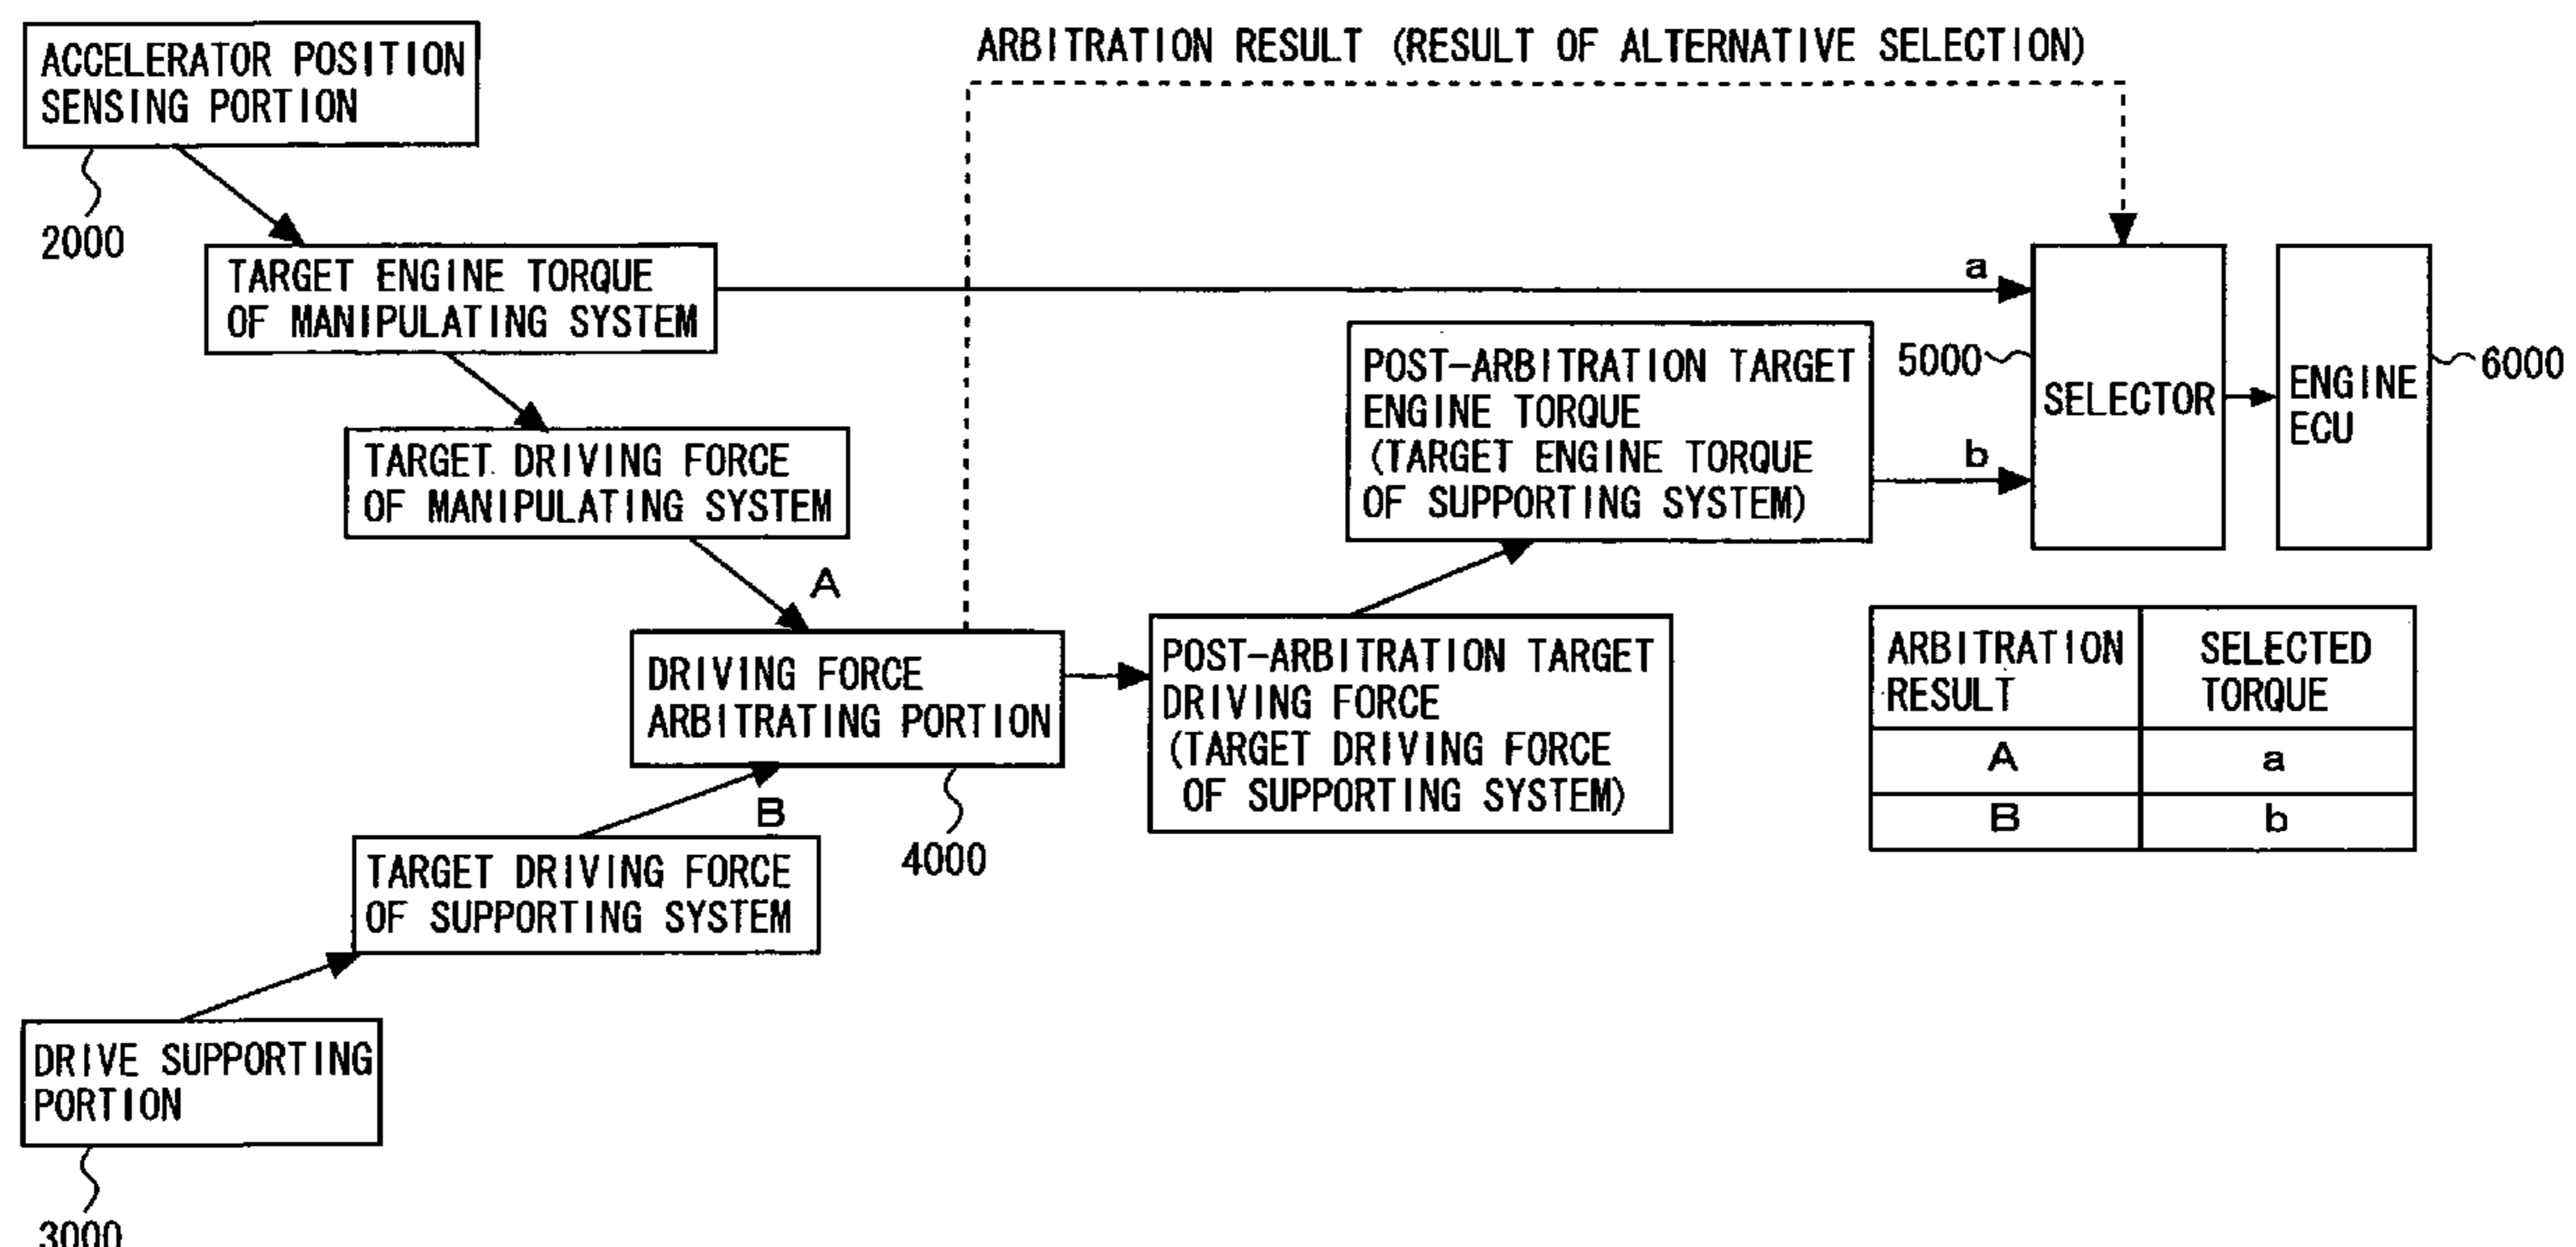 ARBITRATION RESULT (RESULT OF ALTERNATIVE SELECTION)
ACCELERATOR POSITION
SENSING PORTION
2000
TARGET ENGINE TORQUE
OF MANIPULATING SYSTEM
a
TARGET DRIVING FORCE
OF MANIPULATING SYSTEM
A
POST-ARBITRATION TARGET
ENGINE TORQUE
(TARGET ENGINE TORQUE
OF SUPPORTING SYSTEM)
b
5000
SELECTOR
ENGINE
ECU
6000
DRIVING FORCE
ARBITRATING PORTION
4000
POST-ARBITRATION TARGET
DRIVING FORCE
(TARGET DRIVING FORCE
OF SUPPORTING SYSTEM)
B
TARGET DRIVING FORCE
OF SUPPORTING SYSTEM
DRIVE SUPPORTING
PORTION
3000
ARBITRATION
RESULT
SELECTED
TORQUE
A
a
B
b